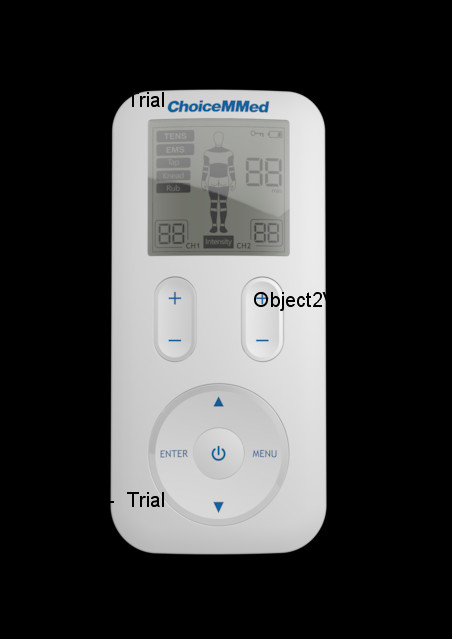 Trial
ChoiceMMed
TENS
EMS
Tap
Knead
Rub
88
88
CH1
Intensity
CH2
88
+
+
Object2V
−
−
▲
ENTER
MENU
▼
- Trial